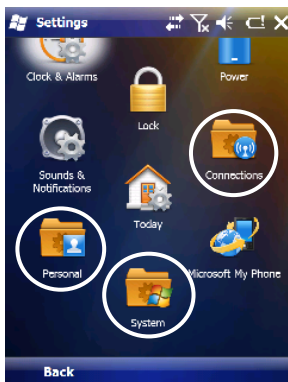 Settings
Clock & Alarms
Power
Lock
Sounds &
Notifications
Connections
Today
Personal
Microsoft My Phone
System
Back